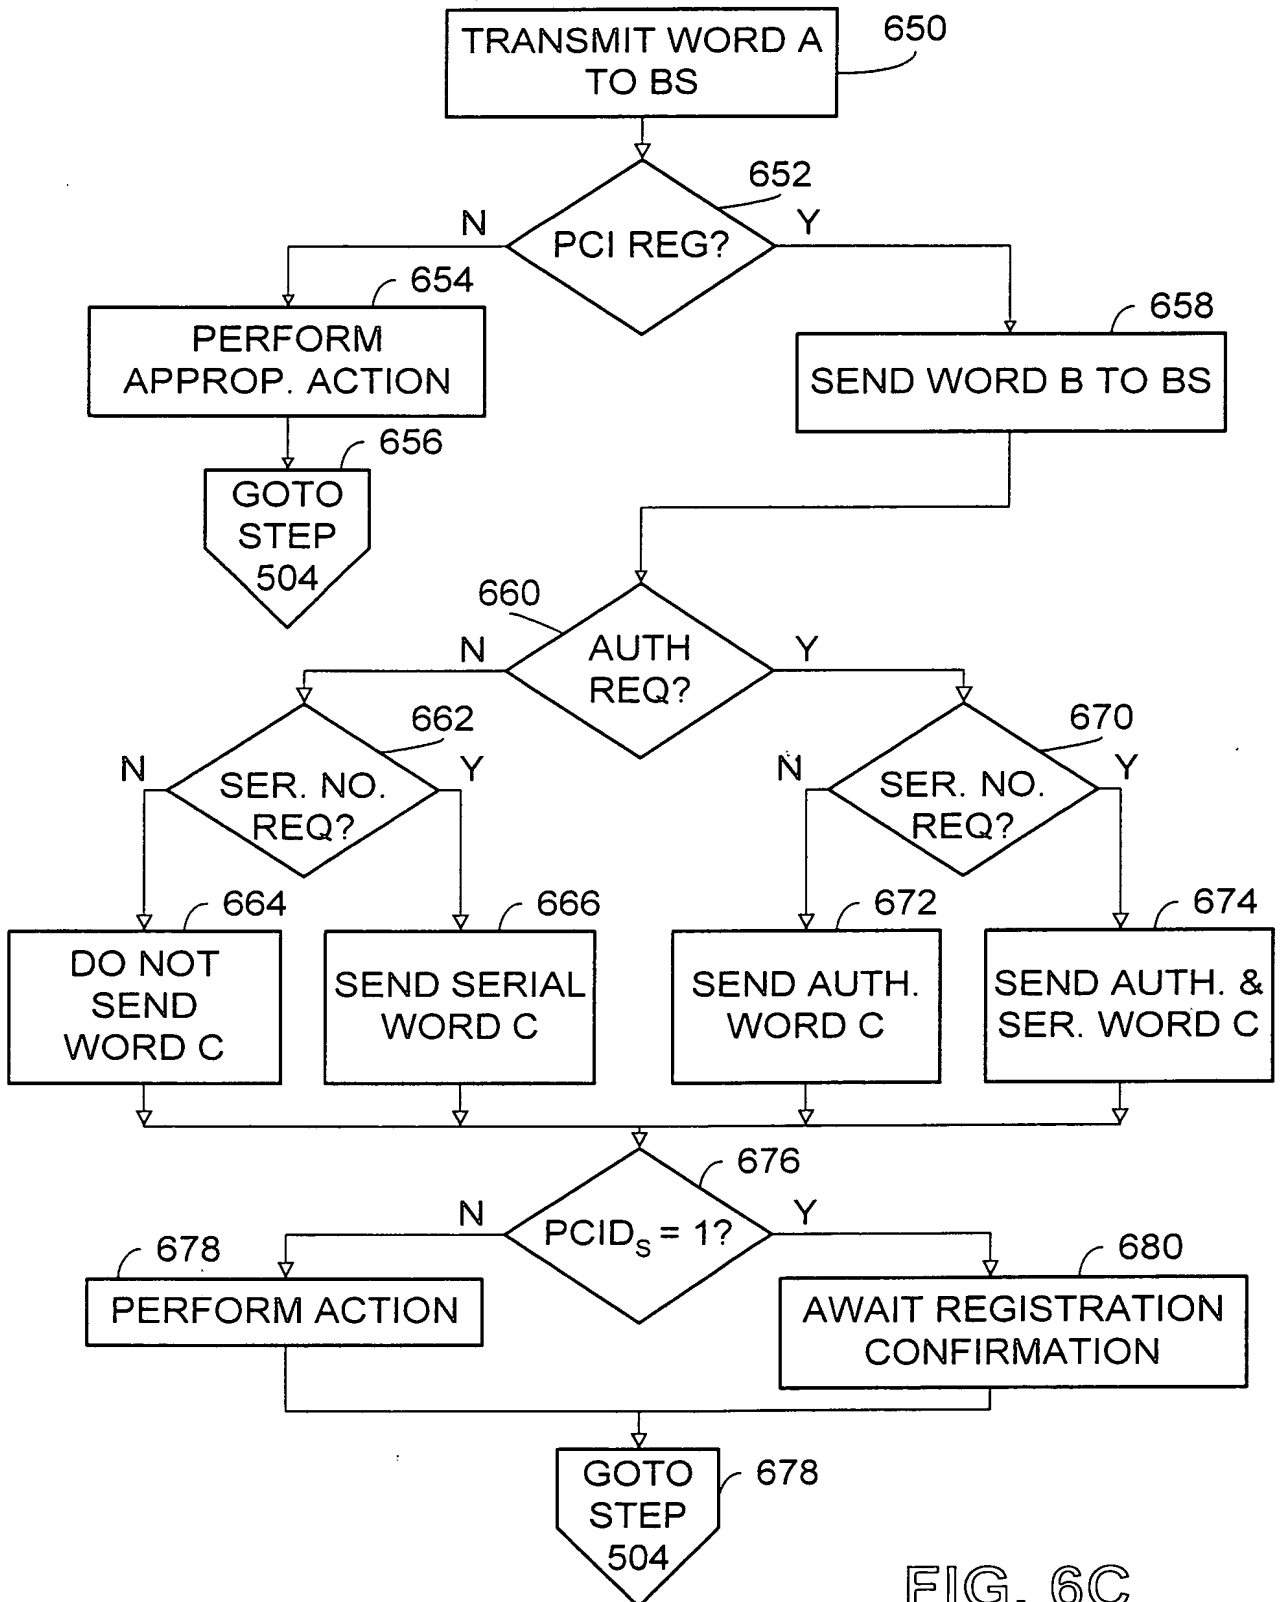 TRANSMIT WORD A
TO BS
650
652
N
Y
PCI REG?
654
PERFORM
APPROP. ACTION
658
SEND WORD B TO BS
656
GOTO
STEP
504
660
N
Y
AUTH
REQ?
662
N
Y
SER. NO.
REQ?
670
N
Y
SER. NO.
REQ?
664
DO NOT
SEND
WORD C
666
SEND SERIAL
WORD C
672
SEND AUTH.
WORD C
674
SEND AUTH. &
SER. WORD C
676
N
Y
PCIDS = 1?
678
PERFORM ACTION
680
AWAIT REGISTRATION
CONFIRMATION
GOTO
STEP
504
678
FIG. 6C